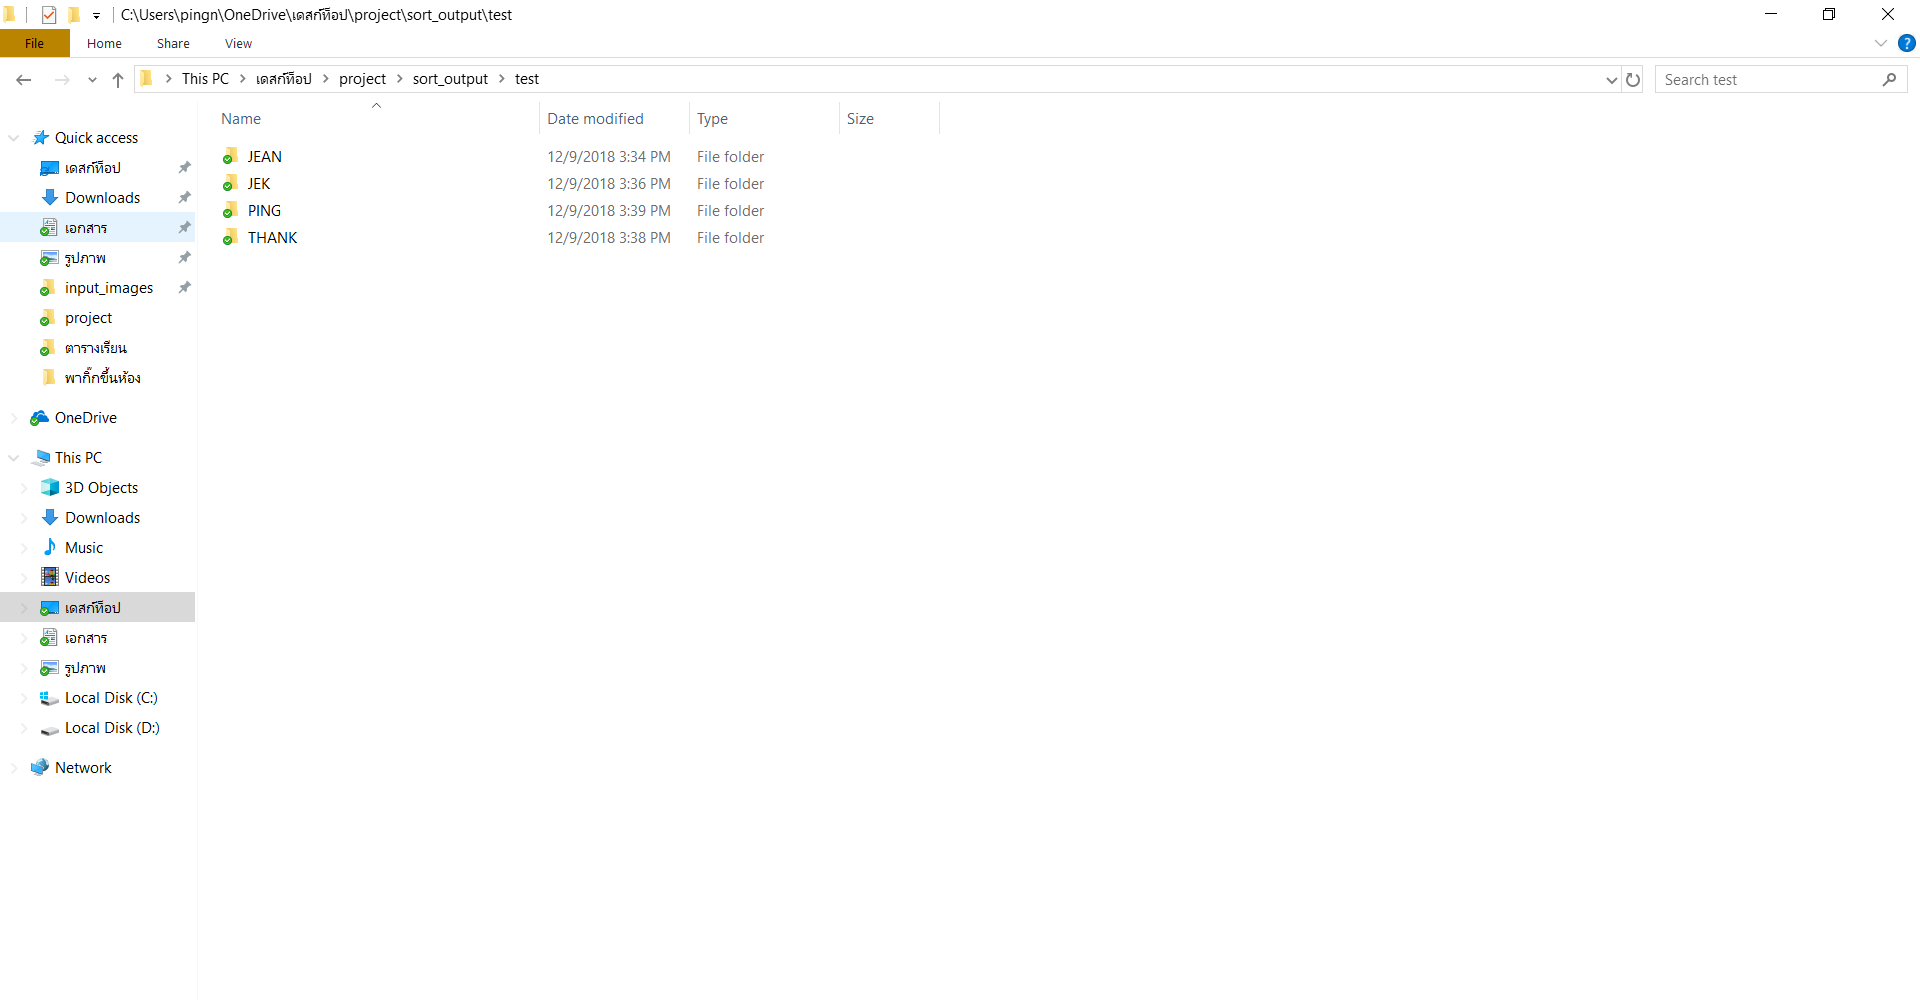 C:\Users\pingn\OneDrive\เดสก์ท็อป\project\sort_output\test
File Home Share View
This PC เดสก์ท็อป project sort_output test
Search test
Name Date modified Type Size
JEAN 12/9/2018 3:34 PM File folder
JEK 12/9/2018 3:36 PM File folder
PING 12/9/2018 3:39 PM File folder
THANK 12/9/2018 3:38 PM File folder
Quick access
เดสก์ท็อป
Downloads
เอกสาร
รูปภาพ
input_images
project
ตารางเรียน
พากิ๊กขึ้นห้อง
OneDrive
This PC
3D Objects
Downloads
Music
Videos
เดสก์ท็อป
เอกสาร
รูปภาพ
Local Disk (C:)
Local Disk (D:)
Network